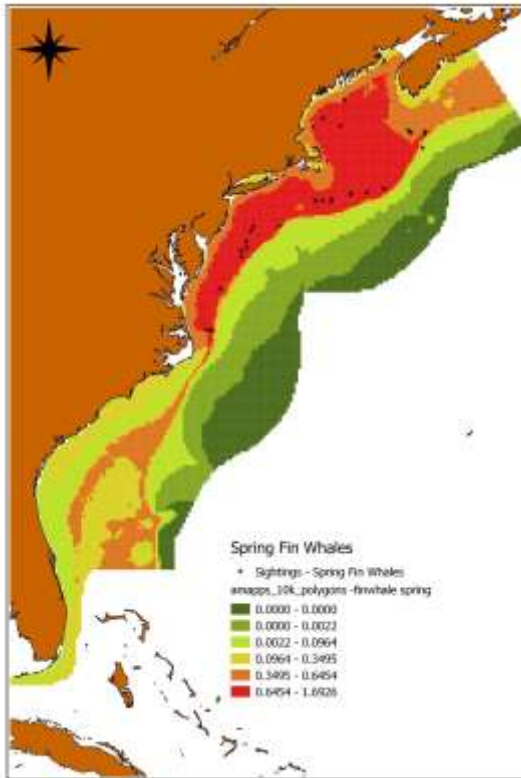 Spring Fin Whales
Sightings - Spring Fin Whales
amapps_10k_polygons -finwhale spring
0.0000 - 0.0000
0.0000 - 0.0022
0.0022 - 0.0964
0.0964 - 0.3495
0.3495 - 0.6454
0.6454 - 1.6926